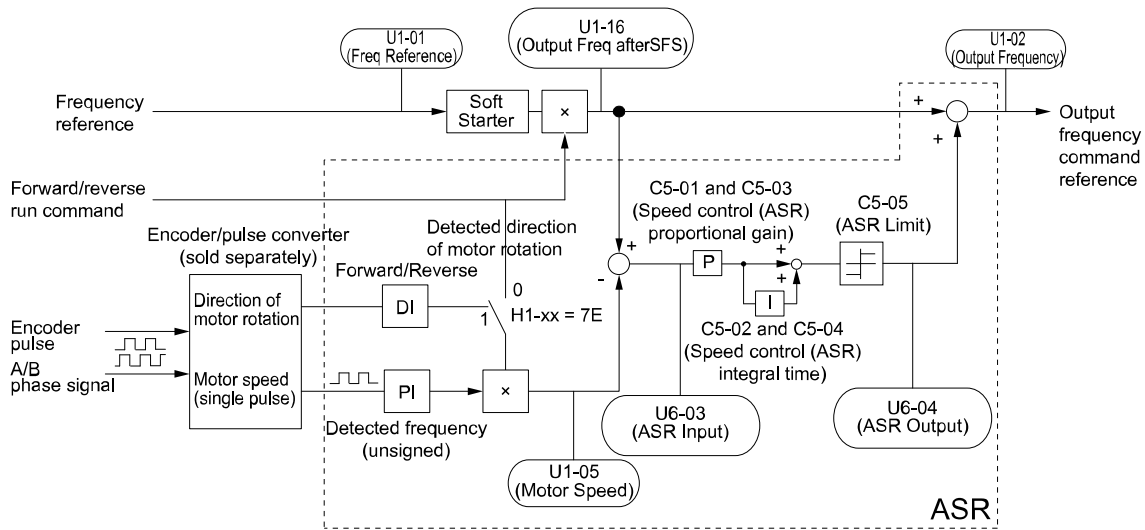 U1-01
(Freq Reference)
U1-16
(Output Freq afterSFS)
U1-02
(Output Frequency)
Frequency
reference
Soft
Starter
×
+
+
Output
frequency
command
reference
Forward/reverse
run command
Detected direction
of motor rotation
C5-01 and C5-03
(Speed control (ASR)
proportional gain)
C5-05
(ASR Limit)
Encoder/pulse converter
(sold separately)
Forward/Reverse
Direction of
motor rotation
DI
0
1
H1-xx = 7E
+
-
P
+
+
I
C5-02 and C5-04
(Speed control (ASR)
integral time)
Encoder
pulse
A/B
phase signal
Motor speed
(single pulse)
PI
×
Detected frequency
(unsigned)
U1-05
(Motor Speed)
U6-03
(ASR Input)
U6-04
(ASR Output)
ASR